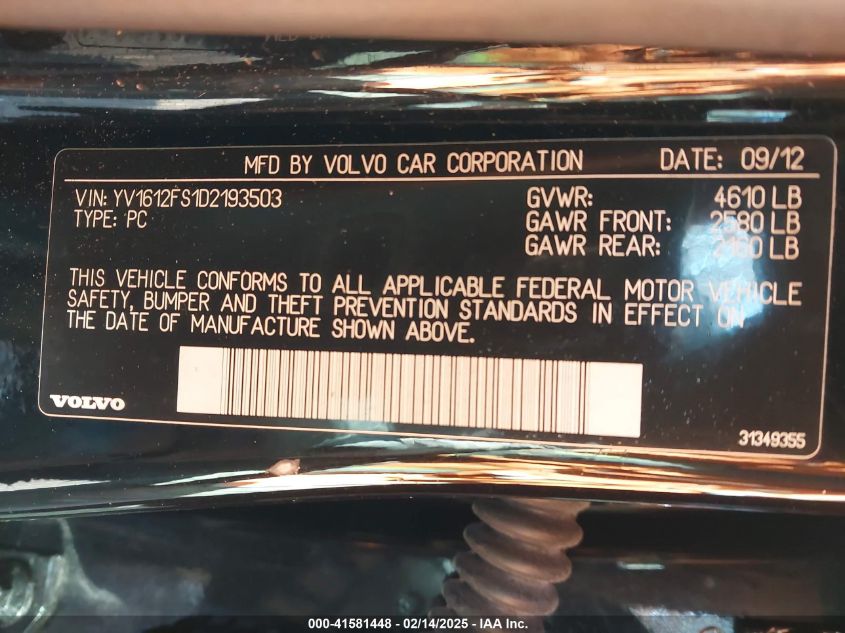 MFD BY VOLVO CAR CORPORATION DATE: 09/12
VIN: YV1612FS1D2193503 GVWR: 4610 LB
TYPE: PC GAWR FRONT: 2580 LB
GAWR REAR: 2160 LB
THIS VEHICLE CONFORMS TO ALL APPLICABLE FEDERAL MOTOR VEHICLE
SAFETY, BUMPER AND THEFT PREVENTION STANDARDS IN EFFECT ON
THE DATE OF MANUFACTURE SHOWN ABOVE.
VOLVO
31349355
000-41581448 - 02/14/2025 - IAA Inc.